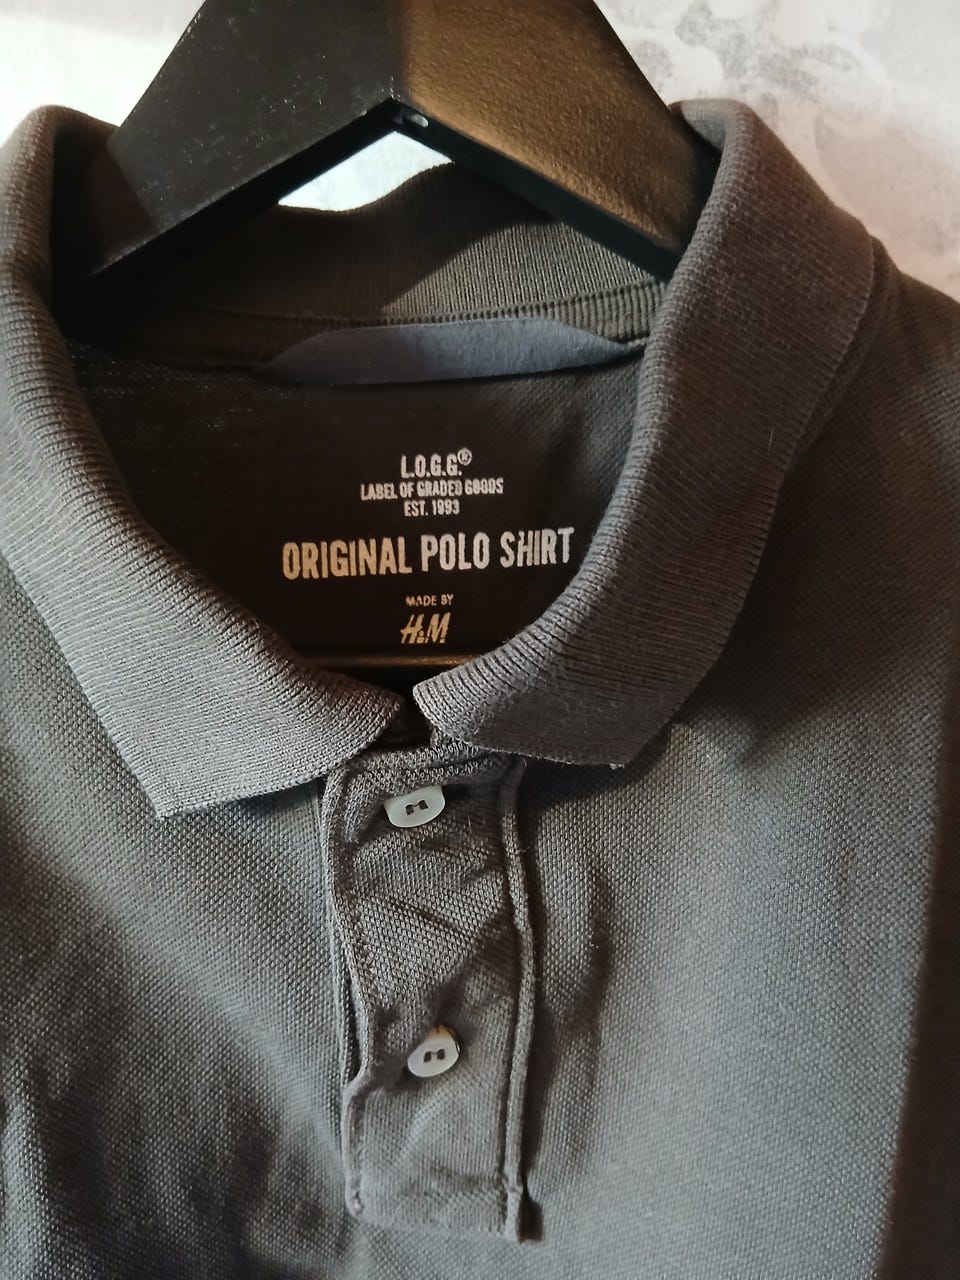 L.O.G.G.®
LABEL OF GRADED GOODS
EST. 1993
ORIGINAL POLO SHIRT
MADE BY
H&M